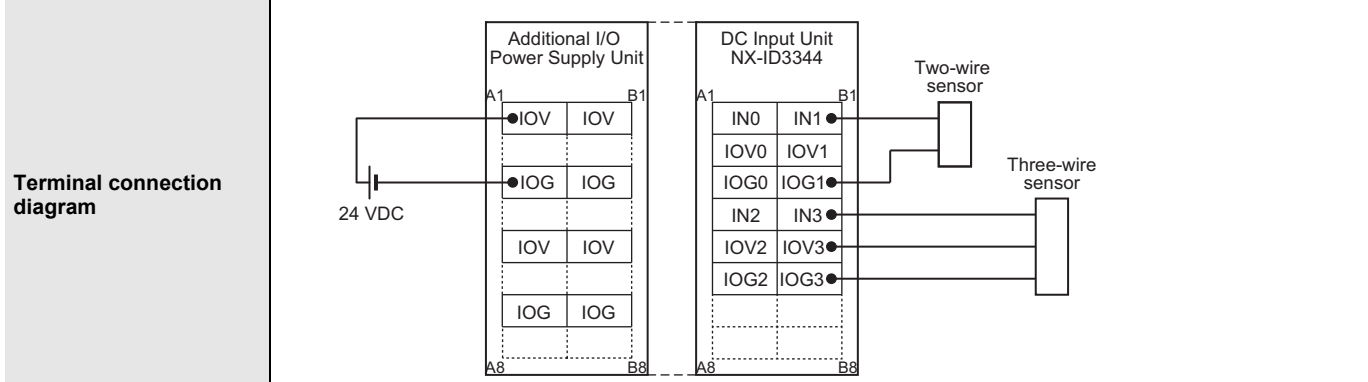 Terminal connection
diagram
Additional I/O
Power Supply Unit
A1 B1
IOV IOV
IOG IOG
IOV IOV
IOG IOG
A8 B8
24 VDC
DC Input Unit
NX-ID3344
A1 B1
IN0 IN1
IOV0 IOV1
IOG0 IOG1
IN2 IN3
IOV2 IOV3
IOG2 IOG3
A8 B8
Two-wire
sensor
Three-wire
sensor